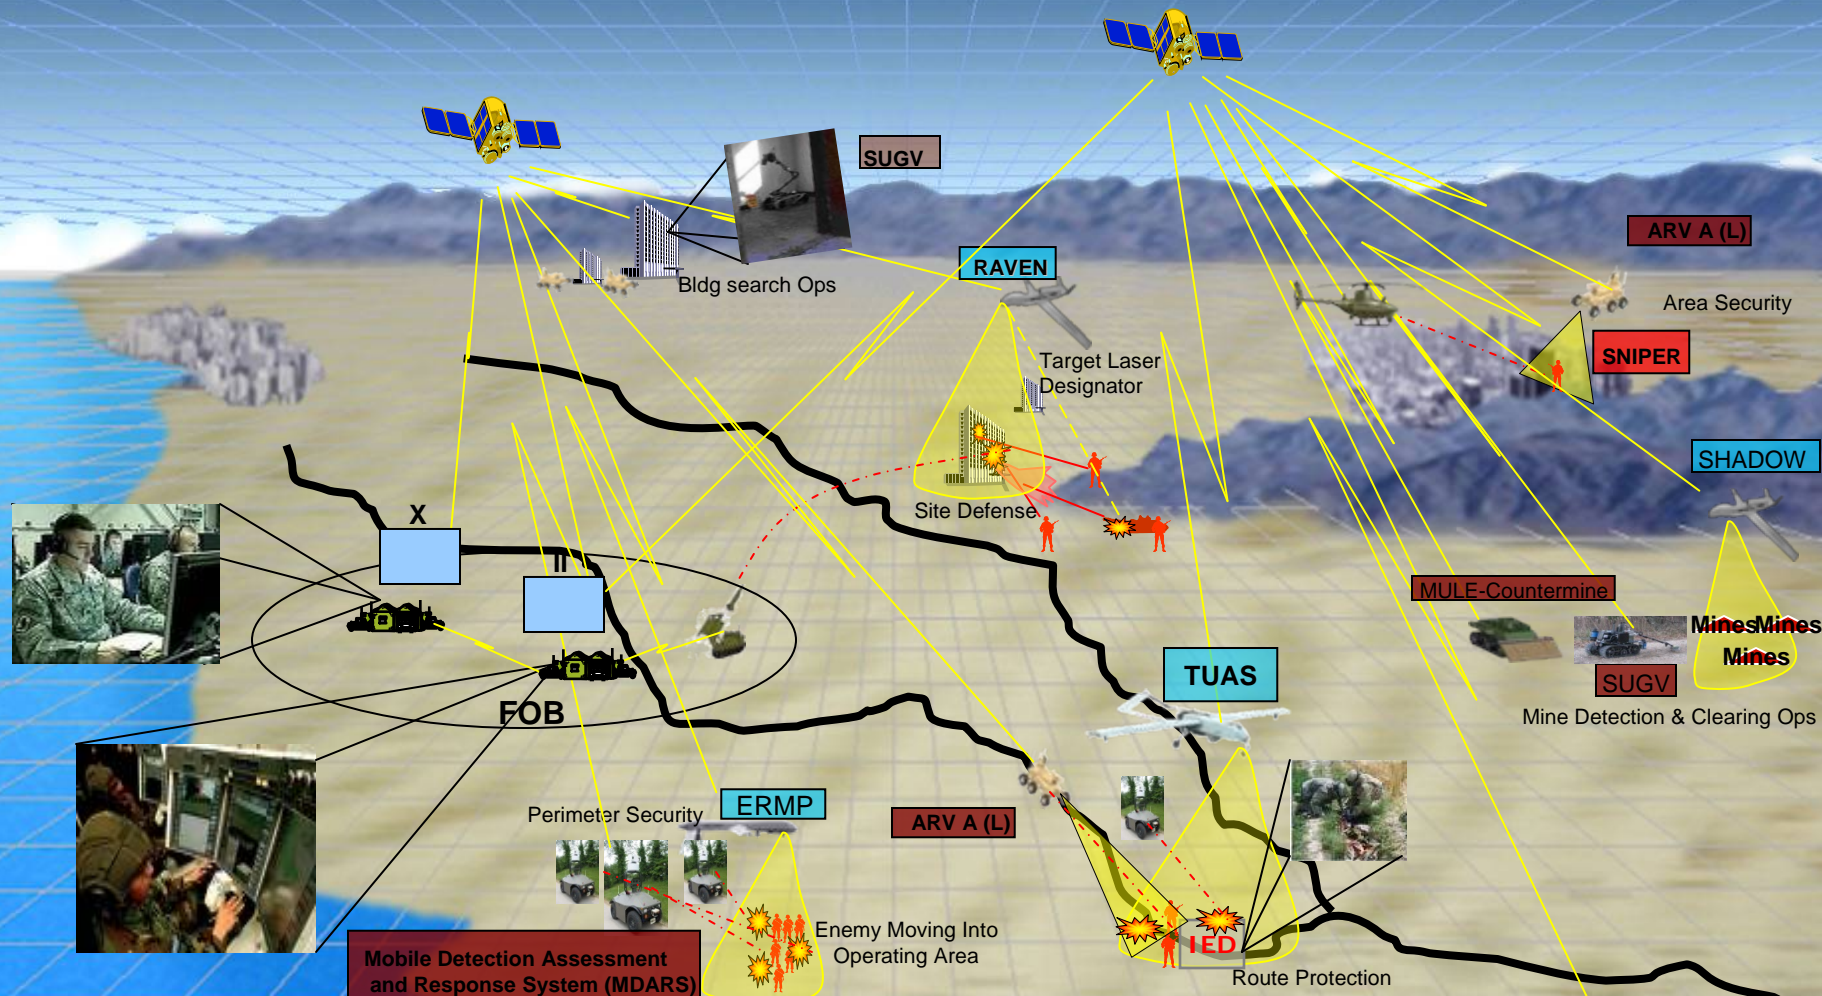 SUGV
ARV A (L)
Bldg search Ops
RAVEN
Area Security
Target Laser
Designator
SNIPER
SHADOW
Site Defense
X
II
MULE-Countermine
Mines Mines
Mines
SUGV
Mine Detection & Clearing Ops
TUAS
FOB
Perimeter Security
ERMP
ARV A (L)
Enemy Moving Into
Operating Area
IED
Route Protection
Mobile Detection Assessment
and Response System (MDARS)